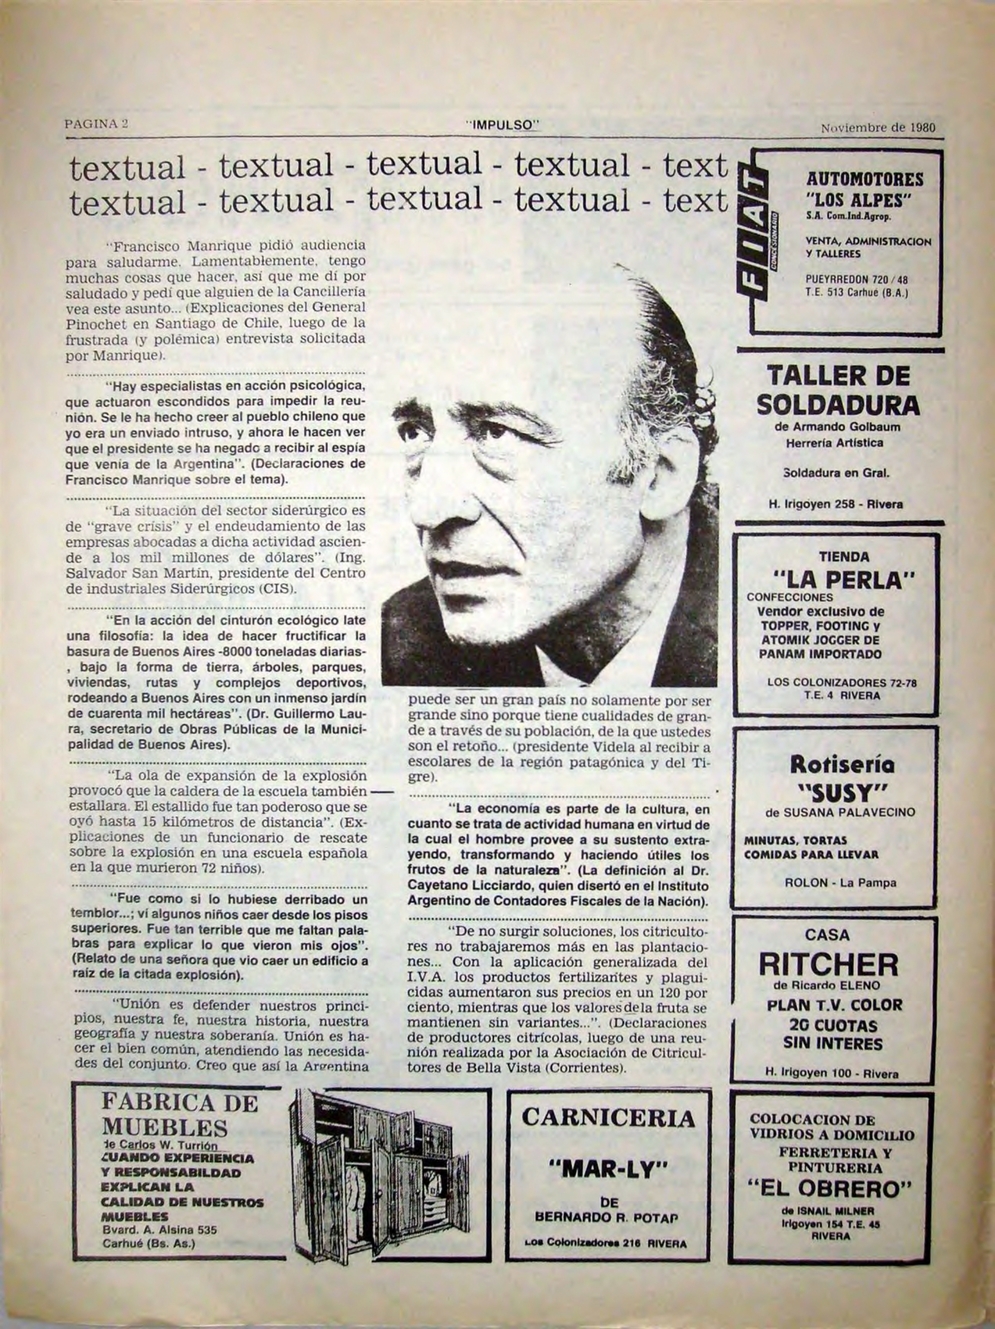 PAGINA 2
"IMPULSO"
Noviembre de 1980
textual - textual - textual - textual - text
textual - textual - textual - textual - text
"Francisco Manrique pidió audiencia
para saludarme. Lamentablemente, tengo
muchas cosas que hacer, así que me dí por
saludado y pedí que alguien de la Cancillería
vea este asunto... (Explicaciones del General
Pinochet en Santiago de Chile, luego de la
frustrada (y polémica) entrevista solicitada
por Manrique).
"Hay especialistas en acción psicológica,
que actuaron escondidos para impedir la reu-
nión. Se le ha hecho creer al pueblo chileno que
yo era un enviado intruso, y ahora le hacen ver
que el presidente se ha negado a recibir al espía
que venía de la Argentina". (Declaraciones de
Francisco Manrique sobre el tema).
"La situación del sector siderúrgico es
de "grave crisis" y el endeudamiento de las
empresas abocadas a dicha actividad ascien-
de a los mil millones de dólares". (Ing.
Salvador San Martín, presidente del Centro
de industriales Siderúrgicos (CIS).
"En la acción del cinturón ecológico late
una filosofía: la idea de hacer fructificar la
basura de Buenos Aires -8000 toneladas diarias-
, bajo la forma de tierra, árboles, parques,
viviendas, rutas y complejos deportivos,
rodeando a Buenos Aires con un inmenso jardín
de cuarenta mil hectáreas". (Dr. Guillermo Lau-
ra, secretario de Obras Públicas de la Munici-
palidad de Buenos Aires).
"La ola de expansión de la explosión
provocó que la caldera de la escuela también
estallara. El estallido fue tan poderoso que se
oyó hasta 15 kilómetros de distancia". (Ex-
plicaciones de un funcionario de rescate
sobre la explosión en una escuela española
en la que murieron 72 niños).
"Fue como si lo hubiese derribado un
temblor...; ví algunos niños caer desde los pisos
superiores. Fue tan terrible que me faltan pala-
bras para explicar lo que vieron mis ojos".
(Relato de una señora que vio caer un edificio a
raíz de la citada explosión).
"Unión es defender nuestros princi-
pios, nuestra fe, nuestra historia, nuestra
geografía y nuestra soberanía. Unión es ha-
cer el bien común, atendiendo las necesida-
des del conjunto. Creo que así la Argentina
puede ser un gran país no solamente por ser
grande sino porque tiene cualidades de gran-
de a través de su población, de la que ustedes
son el retoño... (presidente Videla al recibir a
escolares de la región patagónica y del Ti-
gre).
"La economía es parte de la cultura, en
cuanto se trata de actividad humana en virtud de
la cual el hombre provee a su sustento extra-
yendo, transformando y haciendo útiles los
frutos de la naturaleza". (La definición al Dr.
Cayetano Licciardo, quien disertó en el Instituto
Argentino de Contadores Fiscales de la Nación).
"De no surgir soluciones, los citriculto-
res no trabajaremos más en las plantacio-
nes... Con la aplicación generalizada del
I.V.A. los productos fertilizantes y plagui-
cidas aumentaron sus precios en un 120 por
ciento, mientras que los valores de la fruta se
mantienen sin variantes...". (Declaraciones
de productores citrícolas, luego de una reu-
nión realizada por la Asociación de Citricul-
tores de Bella Vista (Corrientes).
FIAT
CONCESIONARIO
AUTOMOTORES
"LOS ALPES"
S.A. Com.Ind.Agrop.
VENTA, ADMINISTRACION
Y TALLERES
PUEYRREDON 720/48
T.E. 513 Carhué (B.A.)
TALLER DE
SOLDADURA
de Armando Golbaum
Herrería Artística
Soldadura en Gral.
H. Irigoyen 258 - Rivera
TIENDA
"LA PERLA"
CONFECCIONES
Vendor exclusivo de
TOPPER, FOOTING y
ATOMIK JOGGER DE
PANAM IMPORTADO
LOS COLONIZADORES 72-78
T.E. 4 RIVERA
Rotisería
"SUSY"
de SUSANA PALAVECINO
MINUTAS, TORTAS
COMIDAS PARA LLEVAR
ROLON - La Pampa
CASA
RITCHER
de Ricardo ELENO
PLAN T.V. COLOR
20 CUOTAS
SIN INTERES
H. Irigoyen 100 - Rivera
FABRICA DE
MUEBLES
de Carlos W. Turrión
CUANDO EXPERIENCIA
Y RESPONSABILDAD
EXPLICAN LA
CALIDAD DE NUESTROS
MUEBLES
Bvard. A. Alsina 535
Carhué (Bs. As.)
CARNICERIA
"MAR-LY"
DE
BERNARDO R. POTAP
Los Colonizadores 216 RIVERA
COLOCACION DE
VIDRIOS A DOMICILIO
FERRETERIA Y
PINTURERIA
"EL OBRERO"
de ISNAIL MILNER
Irigoyen 154 T.E. 45
RIVERA